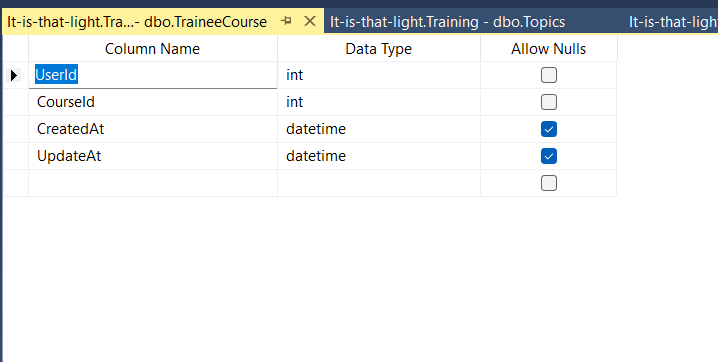 It-is-that-light.Tra...- dbo.TraineeCourse It-is-that-light.Training - dbo.Topics It-is-that-light
Column Name Data Type Allow Nulls
UserId int
CourseId int
CreatedAt datetime
UpdateAt datetime